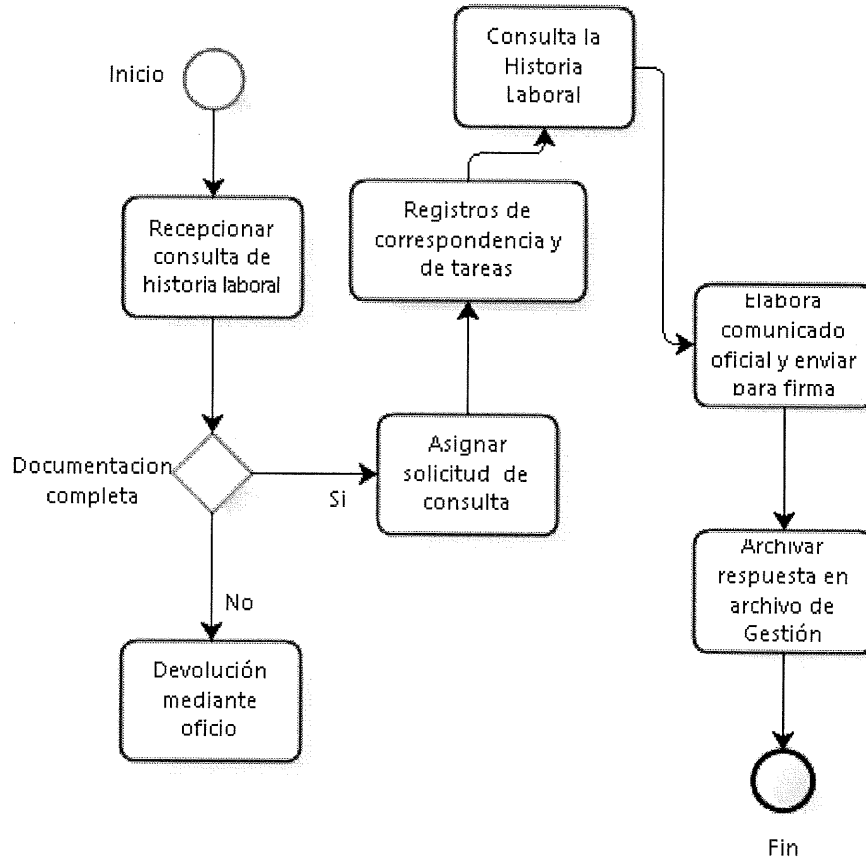 Inicio
Recepcionar
consulta de
historia laboral
Documentacion
completa
Si
No
Devolución
mediante
oficio
Asignar
solicitud de
consulta
Registros de
correspondencia y
de tareas
Consulta la
Historia
Laboral
Elabora
comunicado
oficial y enviar
para firma
Archivar
respuesta en
archivo de
Gestión
Fin